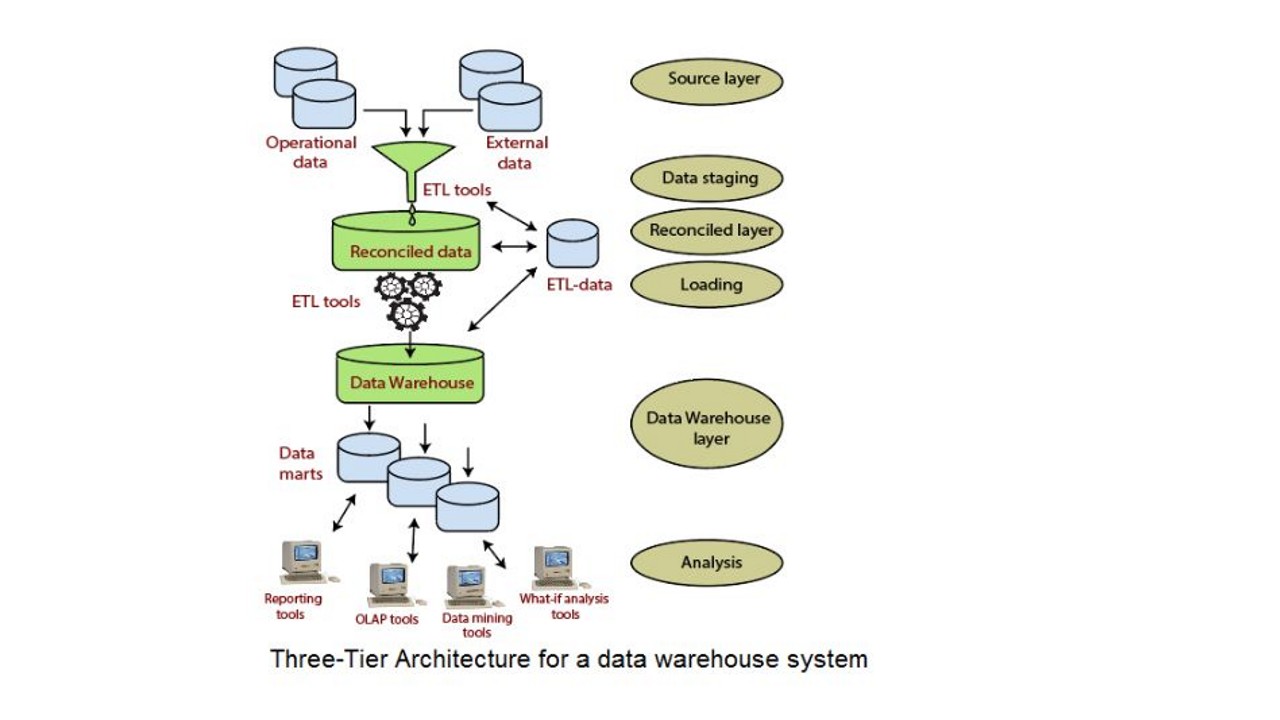 Source layer
Operational
data
External
data
Data staging
ETL tools
Reconciled layer
Reconciled data
ETL-data
Loading
ETL tools
Data Warehouse
Data Warehouse
layer
Data
marts
Analysis
Reporting
tools
OLAP tools
Data mining
tools
What-if analysis
tools
Three-Tier Architecture for a data warehouse system